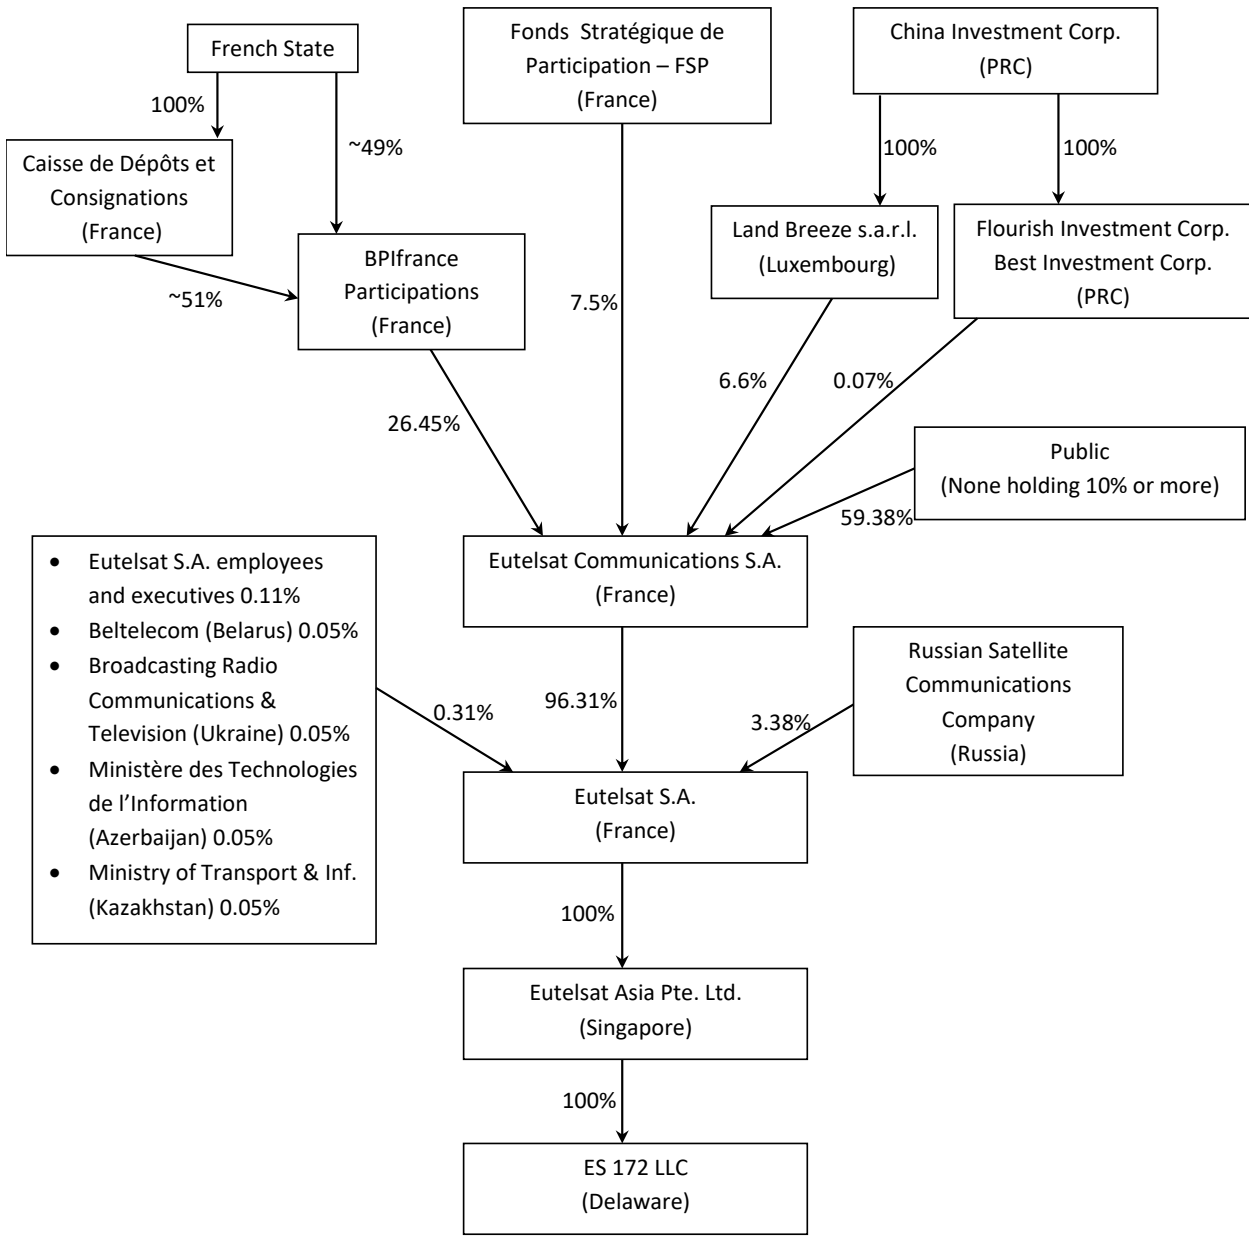 French State
Fonds Stratégique de
Participation – FSP
(France)
China Investment Corp.
(PRC)
100%
~49%
100%
100%
Caisse de Dépôts et
Consignations
(France)
Land Breeze s.a.r.l.
(Luxembourg)
Flourish Investment Corp.
Best Investment Corp.
(PRC)
BPIfrance
Participations
(France)
~51%
7.5%
6.6%
0.07%
26.45%
Public
(None holding 10% or more)
59.38%
Eutelsat Communications S.A.
(France)
• Eutelsat S.A. employees
and executives 0.11%
• Beltelecom (Belarus) 0.05%
• Broadcasting Radio
Communications &
Television (Ukraine) 0.05%
• Ministère des Technologies
de l’Information
(Azerbaijan) 0.05%
• Ministry of Transport & Inf.
(Kazakhstan) 0.05%
0.31%
96.31%
3.38%
Russian Satellite
Communications
Company
(Russia)
Eutelsat S.A.
(France)
100%
Eutelsat Asia Pte. Ltd.
(Singapore)
100%
ES 172 LLC
(Delaware)